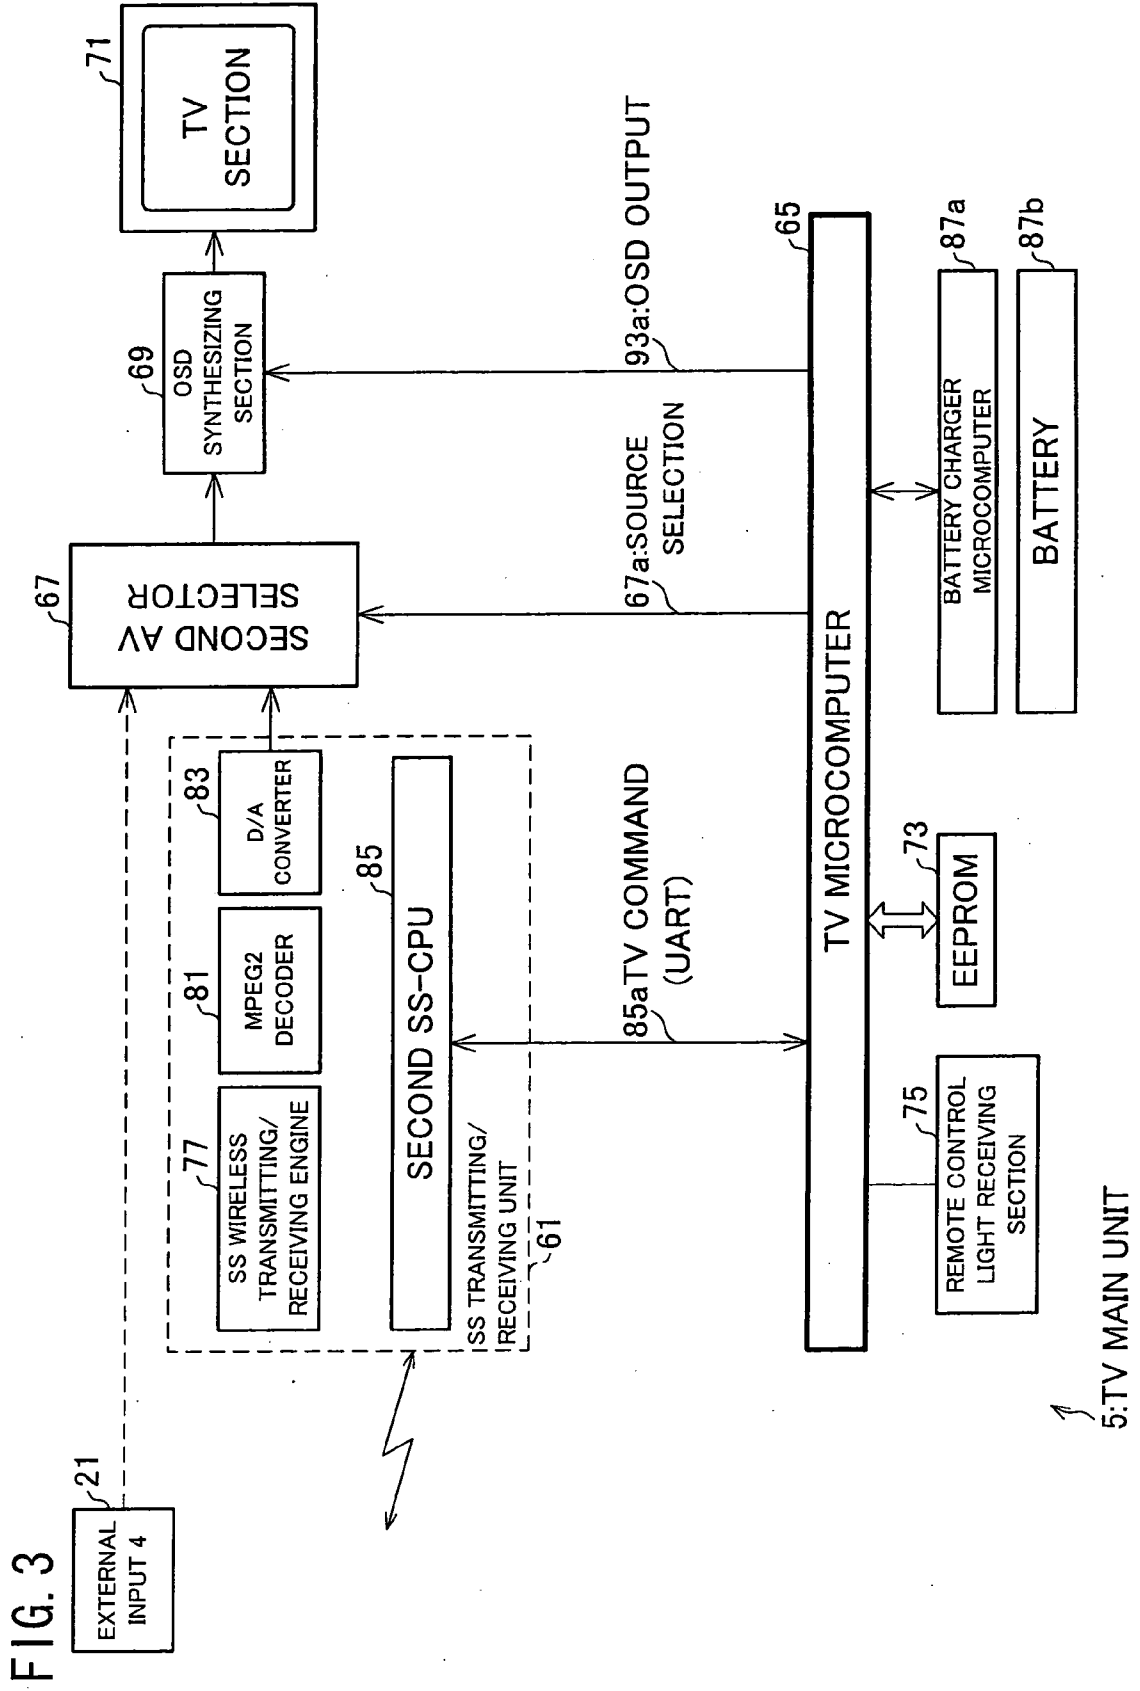 FIG. 3
EXTERNAL
INPUT 4
21
77
SS WIRELESS
TRANSMITTING/
RECEIVING ENGINE
81
MPEG2
DECODER
83
D/A
CONVERTER
85
SECOND SS-CPU
SS TRANSMITTING/
RECEIVING UNIT
61
67
SECOND AV
SELECTOR
69
OSD
SYNTHESIZING
SECTION
71
TV
SECTION
85aTV COMMAND
(UART)
67a:SOURCE
SELECTION
93a:OSD OUTPUT
65
TV MICROCOMPUTER
75
REMOTE CONTROL
LIGHT RECEIVING
SECTION
73
EEPROM
87a
BATTERY CHARGER
MICROCOMPUTER
87b
BATTERY
5:TV MAIN UNIT